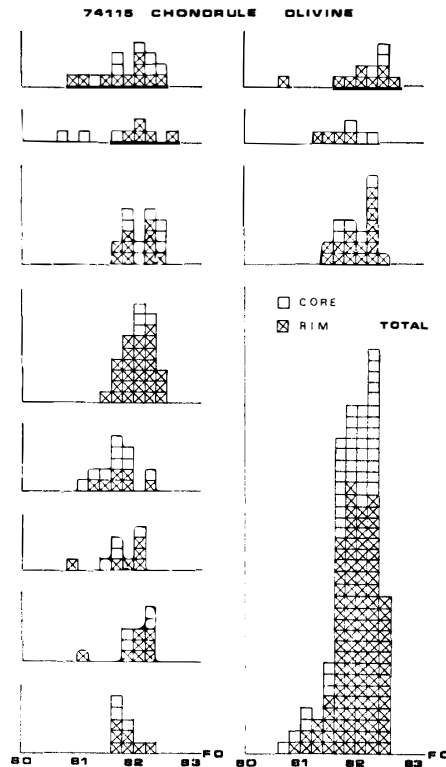 74115 CHONDRULE OLIVINE
CORE
RIM TOTAL
80 81 82 83 FO
80 81 82 83 FO